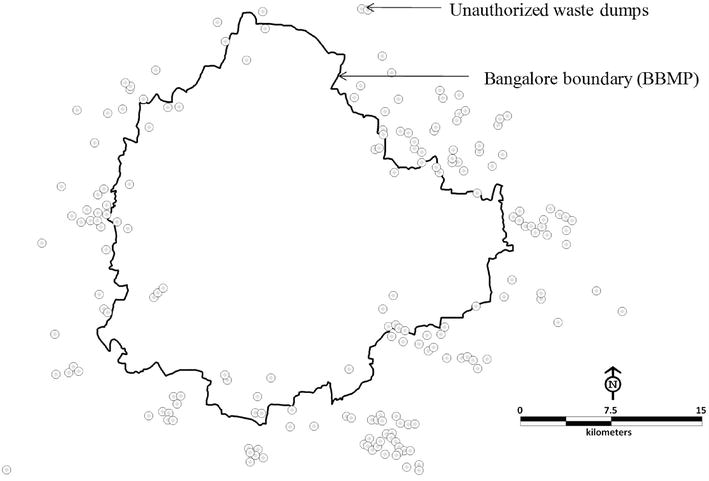 Unauthorized waste dumps
Bangalore boundary (BBMP)
N
0 7.5 15
kilometers